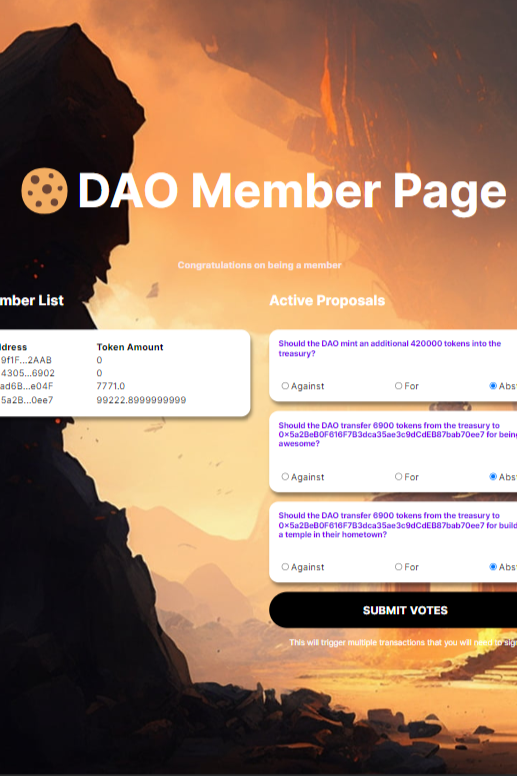 DAO Member Page
Congratulations on being a member
mber List
dress Token Amount
9f1F...2AAB 0
4305...6902 0
ad6B...e04F 7771.0
5a2B...0ee7 99222.8999999999
Active Proposals
Should the DAO mint an additional 420000 tokens into the
treasury?
Against For Abs
Should the DAO transfer 6900 tokens from the treasury to
0x5a2BeB0F616F7B3dca35ae3c9dCdEB87bab70ee7 for being
awesome?
Against For Abs
Should the DAO transfer 6900 tokens from the treasury to
0x5a2BeB0F616F7B3dca35ae3c9dCdEB87bab70ee7 for build
a temple in their hometown?
Against For Abs
SUBMIT VOTES
This will trigger multiple transactions that you will need to sig